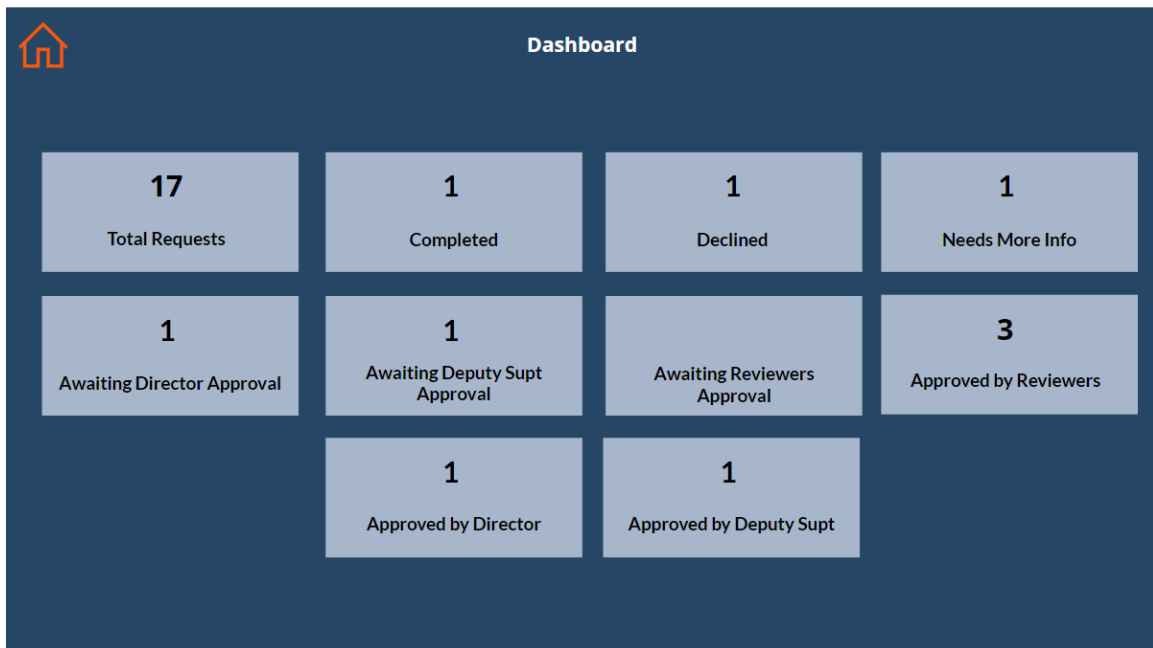 Dashboard
17
Total Requests
1
Completed
1
Declined
1
Needs More Info
1
Awaiting Director Approval
1
Awaiting Deputy Supt
Approval
Awaiting Reviewers
Approval
3
Approved by Reviewers
1
Approved by Director
1
Approved by Deputy Supt